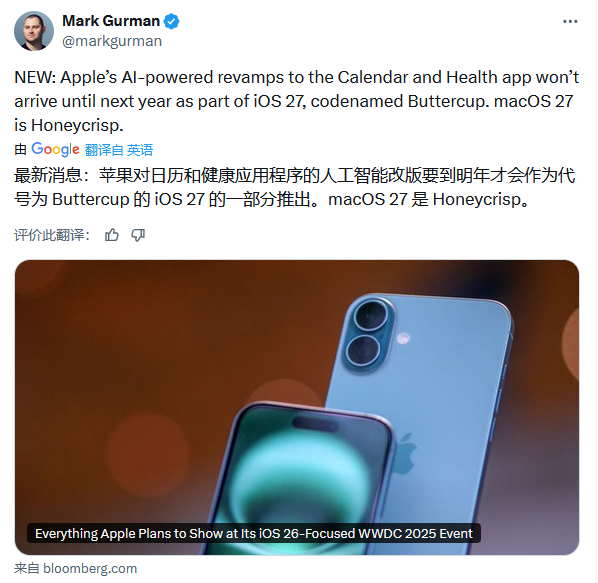 Mark Gurman
@markgurman
NEW: Apple’s AI-powered revamps to the Calendar and Health app won’t
arrive until next year as part of iOS 27, codenamed Buttercup. macOS 27
is Honeycrisp.
由 Google 翻译自 英语
最新消息：苹果对日历和健康应用程序的人工智能改版要到明年才会作为代
号为 Buttercup 的 iOS 27 的一部分推出。macOS 27 是 Honeycrisp。
评价此翻译：
Everything Apple Plans to Show at Its iOS 26-Focused WWDC 2025 Event
来自 bloomberg.com